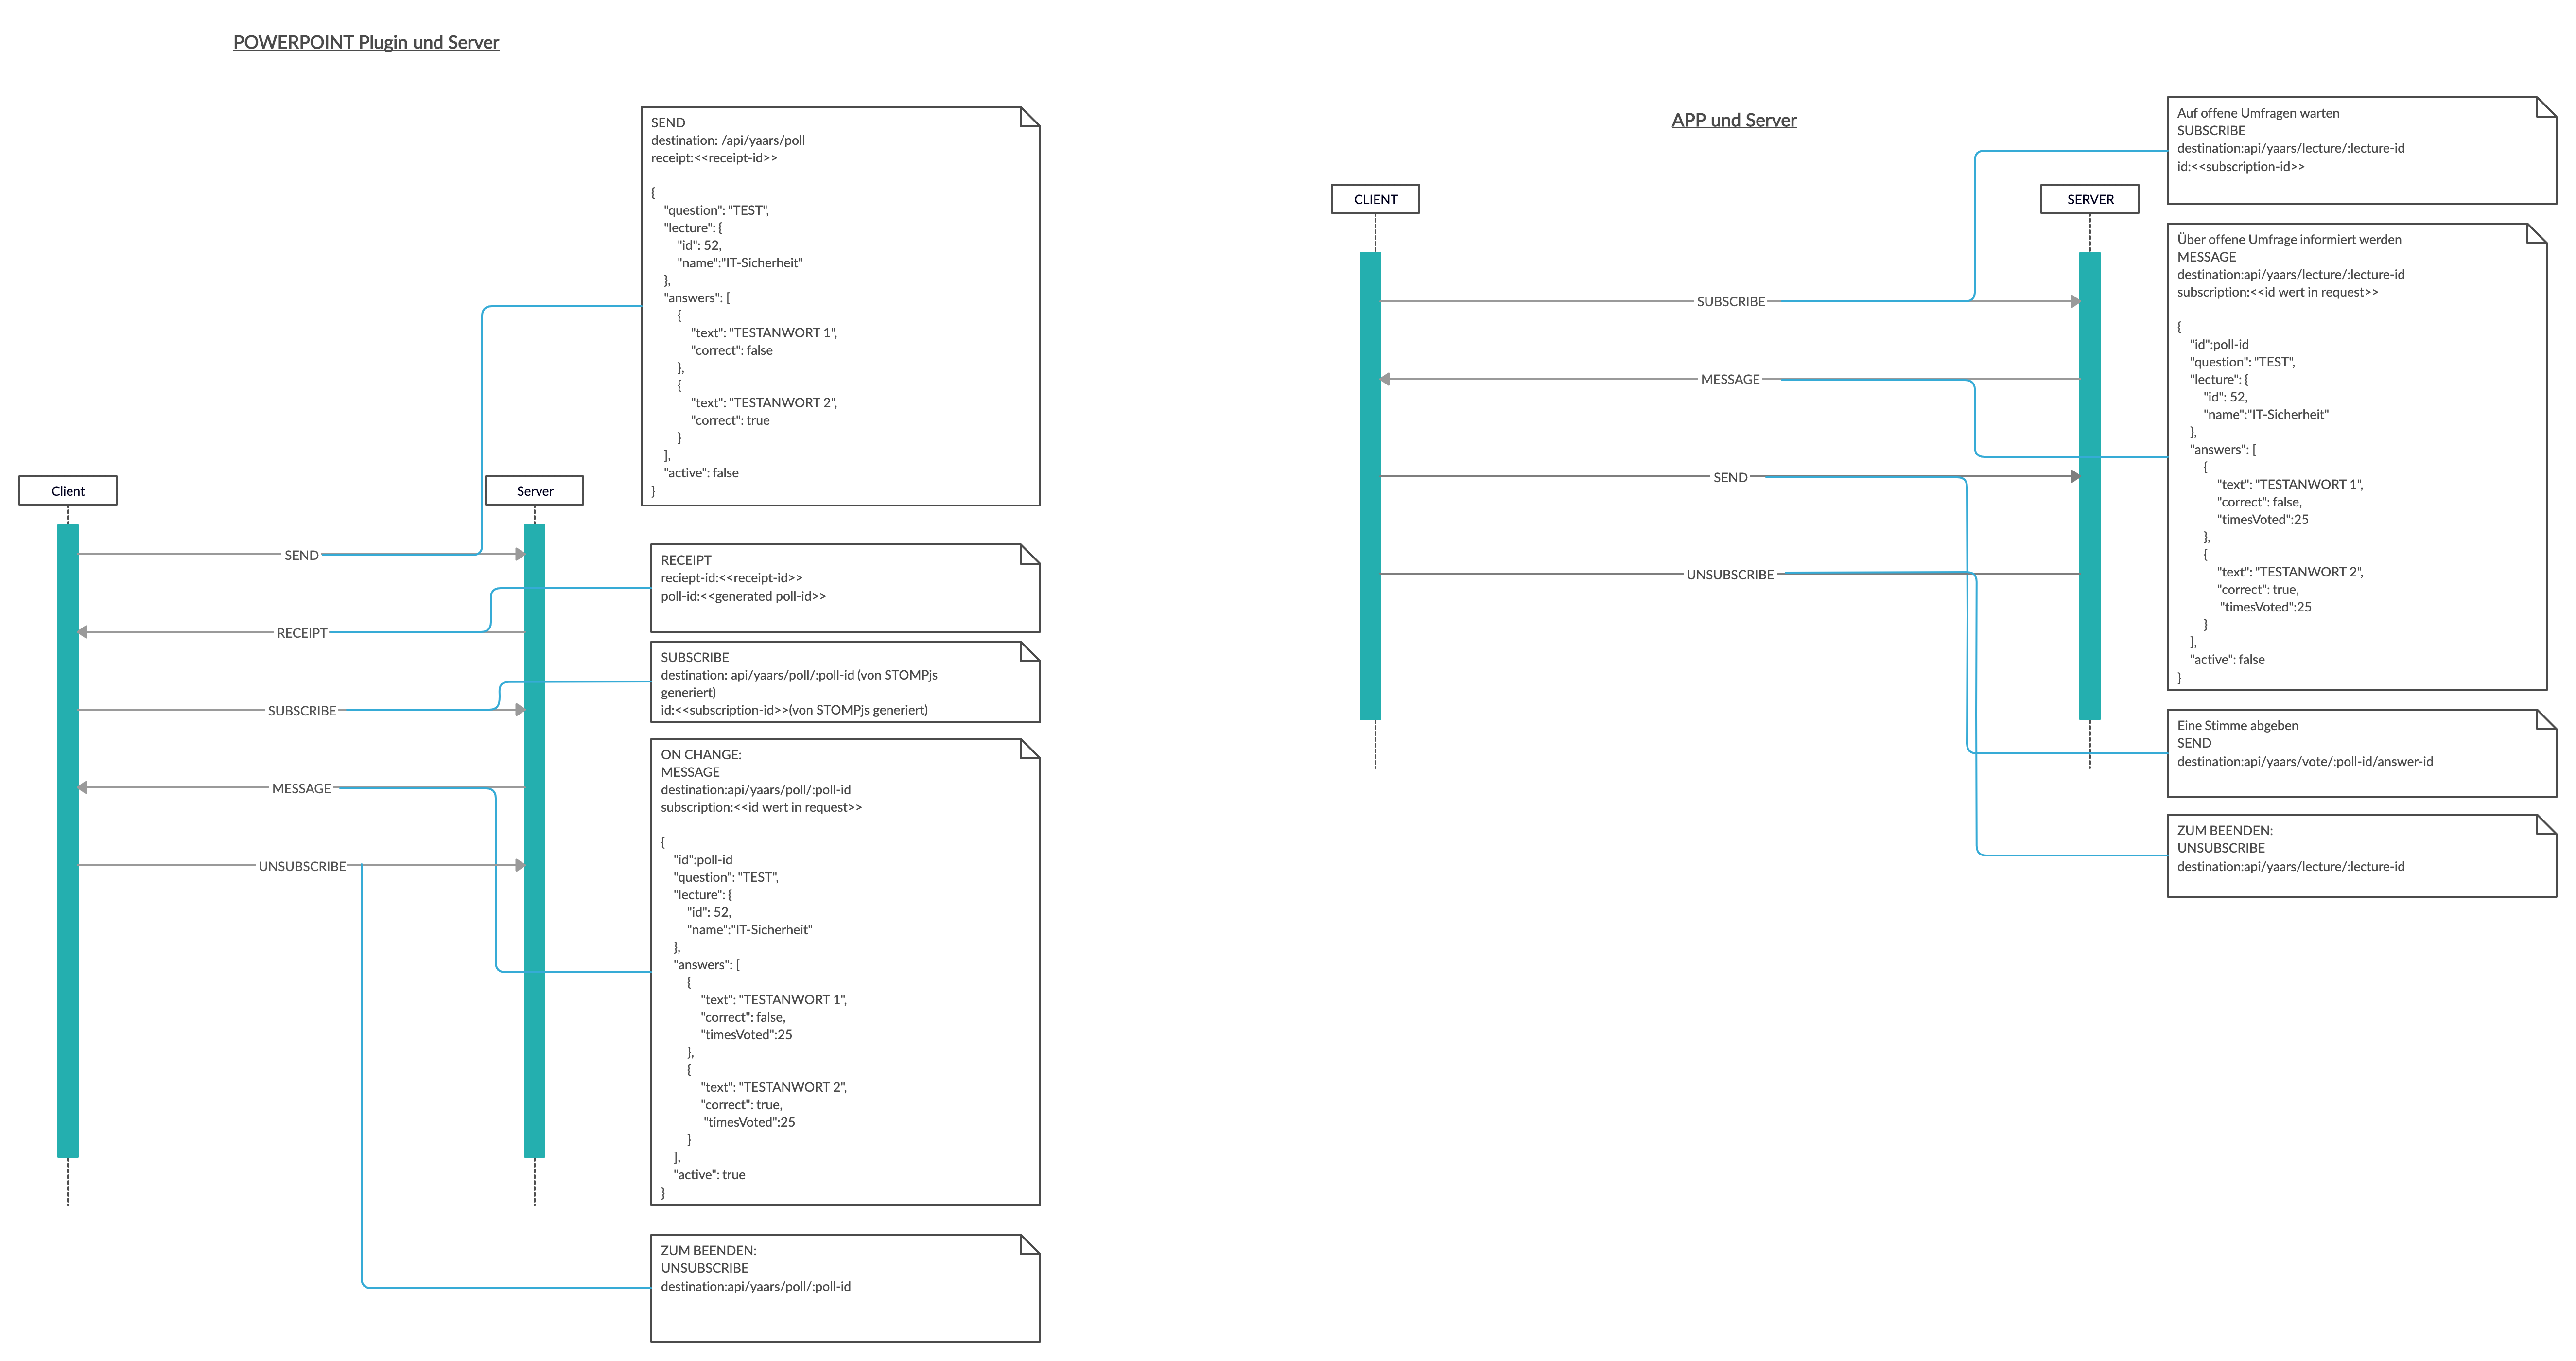 POWERPOINT Plugin und Server
SEND
destination: /api/yaars/poll
receipt:<<receipt-id>>
{
"question": "TEST",
"lecture": {
"id": 52,
"name":"IT-Sicherheit"
},
"answers": [
{
"text": "TESTANWORT 1",
"correct": false
},
{
"text": "TESTANWORT 2",
"correct": true
}
],
"active": false
}
Client
Server
SEND
RECEIPT
SUBSCRIBE
MESSAGE
UNSUBSCRIBE
RECEIPT
reciept-id:<<receipt-id>>
poll-id:<<generated poll-id>>
SUBSCRIBE
destination: api/yaars/poll/:poll-id (von STOMPjs
generiert)
id:<<subscription-id>>(von STOMPjs generiert)
ON CHANGE:
MESSAGE
destination:api/yaars/poll/:poll-id
subscription:<<id wert in request>>
{
"id":poll-id
"question": "TEST",
"lecture": {
"id": 52,
"name":"IT-Sicherheit"
},
"answers": [
{
"text": "TESTANWORT 1",
"correct": false,
"timesVoted":25
},
{
"text": "TESTANWORT 2",
"correct": true,
"timesVoted":25
}
],
"active": true
}
ZUM BEENDEN:
UNSUBSCRIBE
destination:api/yaars/poll/:poll-id
APP und Server
CLIENT
SERVER
SUBSCRIBE
MESSAGE
SEND
UNSUBSCRIBE
Auf offene Umfragen warten
SUBSCRIBE
destination:api/yaars/lecture/:lecture-id
id:<<subscription-id>>
Über offene Umfrage informiert werden
MESSAGE
destination:api/yaars/lecture/:lecture-id
subscription:<<id wert in request>>
{
"id":poll-id
"question": "TEST",
"lecture": {
"id": 52,
"name":"IT-Sicherheit"
},
"answers": [
{
"text": "TESTANWORT 1",
"correct": false,
"timesVoted":25
},
{
"text": "TESTANWORT 2",
"correct": true,
"timesVoted":25
}
],
"active": false
}
Eine Stimme abgeben
SEND
destination:api/yaars/vote/:poll-id/answer-id
ZUM BEENDEN:
UNSUBSCRIBE
destination:api/yaars/lecture/:lecture-id